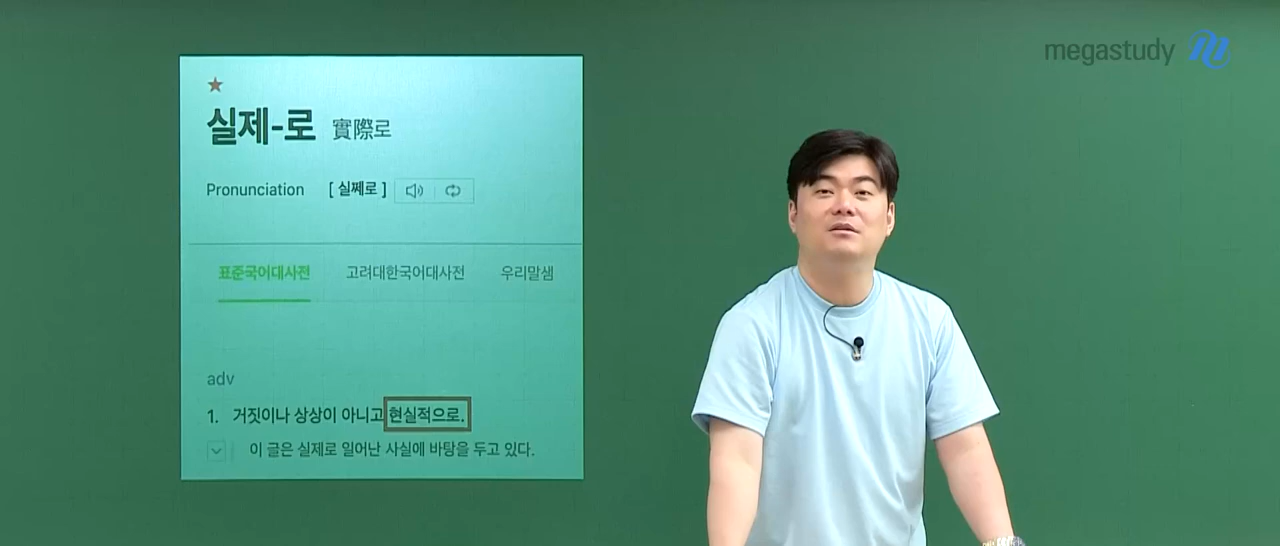 megastudy
실제-로 實際로
Pronunciation [ 실쩨로 ]
표준국어대사전 고려대한국어대사전 우리말샘
adv
1. 거짓이나 상상이 아니고 현실적으로.
이 글은 실제로 일어난 사실에 바탕을 두고 있다.